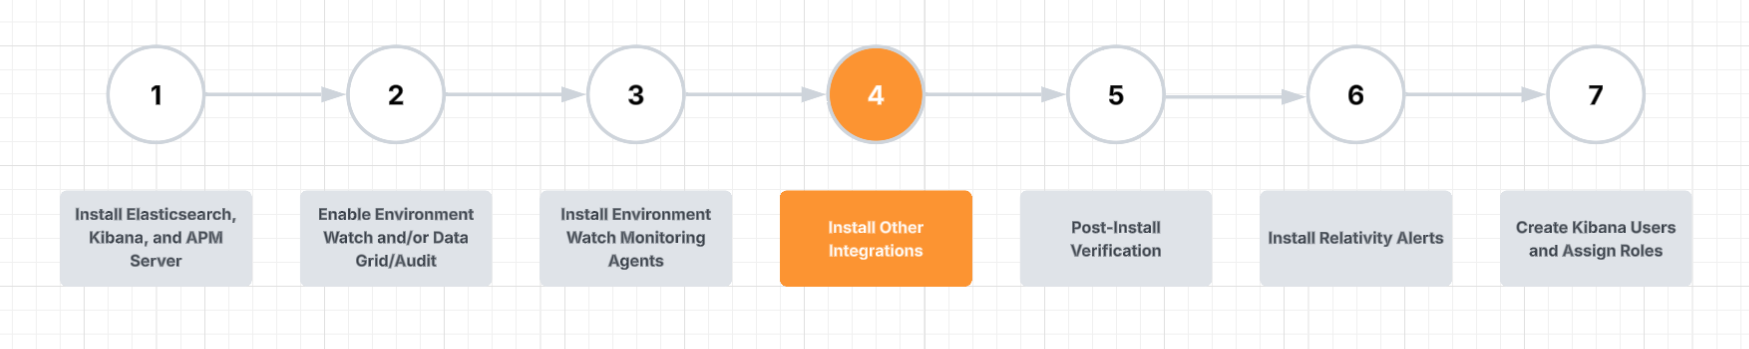 1
2
3
4
5
6
7
Install Elasticsearch,
Kibana, and APM
Server
Enable Environment
Watch and/or Data
Grid/Audit
Install Environment
Watch Monitoring
Agents
Install Other
Integrations
Post-Install
Verification
Install Relativity Alerts
Create Kibana Users
and Assign Roles